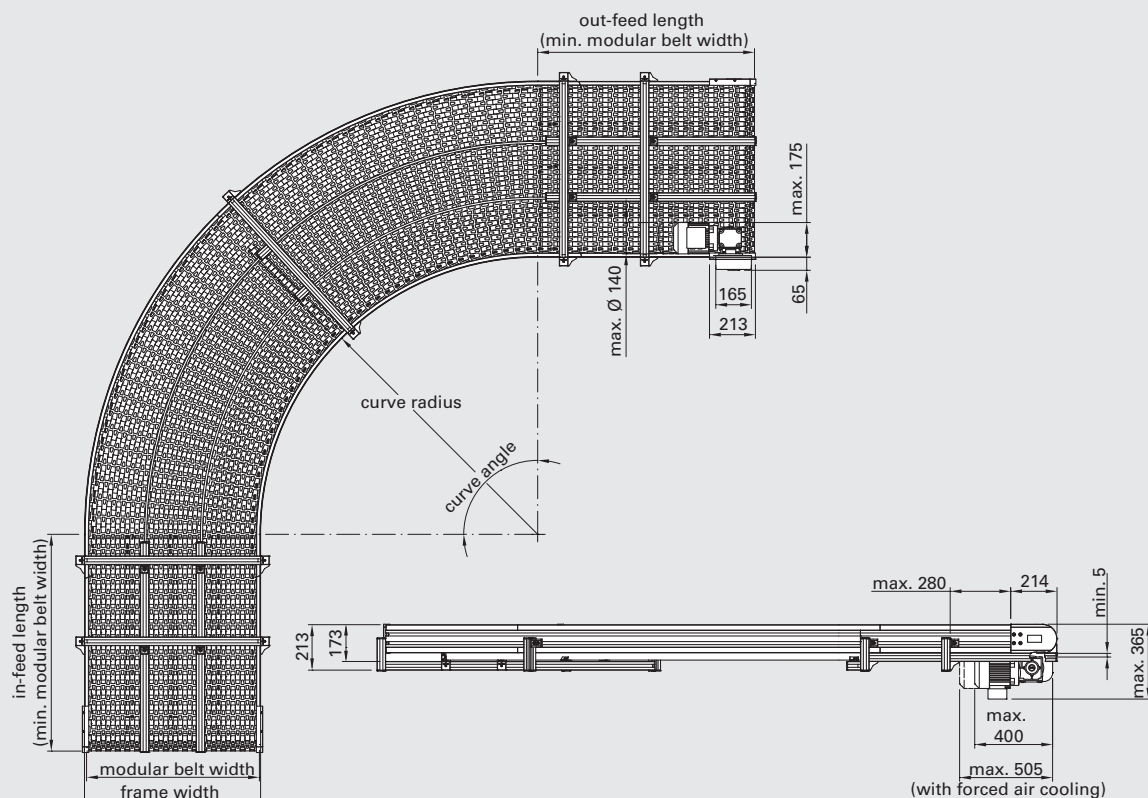 out-feed length
(min. modular belt width)
max. 175
65
165
213
max. Ø 140
curve radius
curve angle
in-feed length
(min. modular belt width)
max. 280
214
min. 5
213
173
max. 365
max.
400
modular belt width
max. 505
frame width
(with forced air cooling)